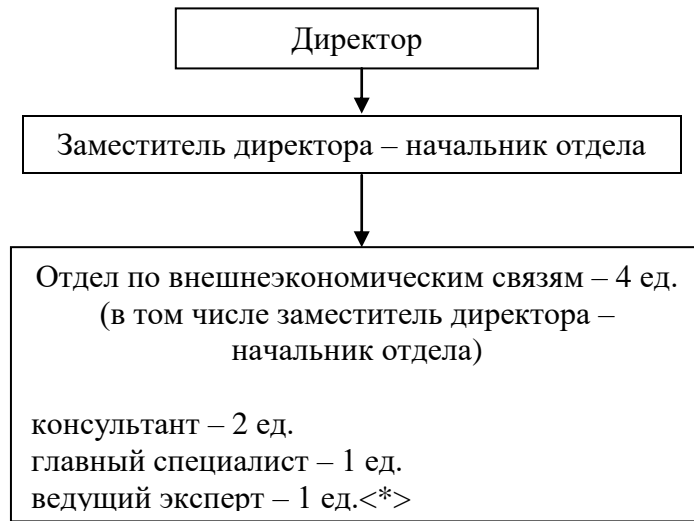 Директор
Заместитель директора – начальник отдела
Отдел по внешнеэкономическим связям – 4 ед.
(в том числе заместитель директора –
начальник отдела)
консультант – 2 ед.
главный специалист – 1 ед.
ведущий эксперт – 1 ед.<*>